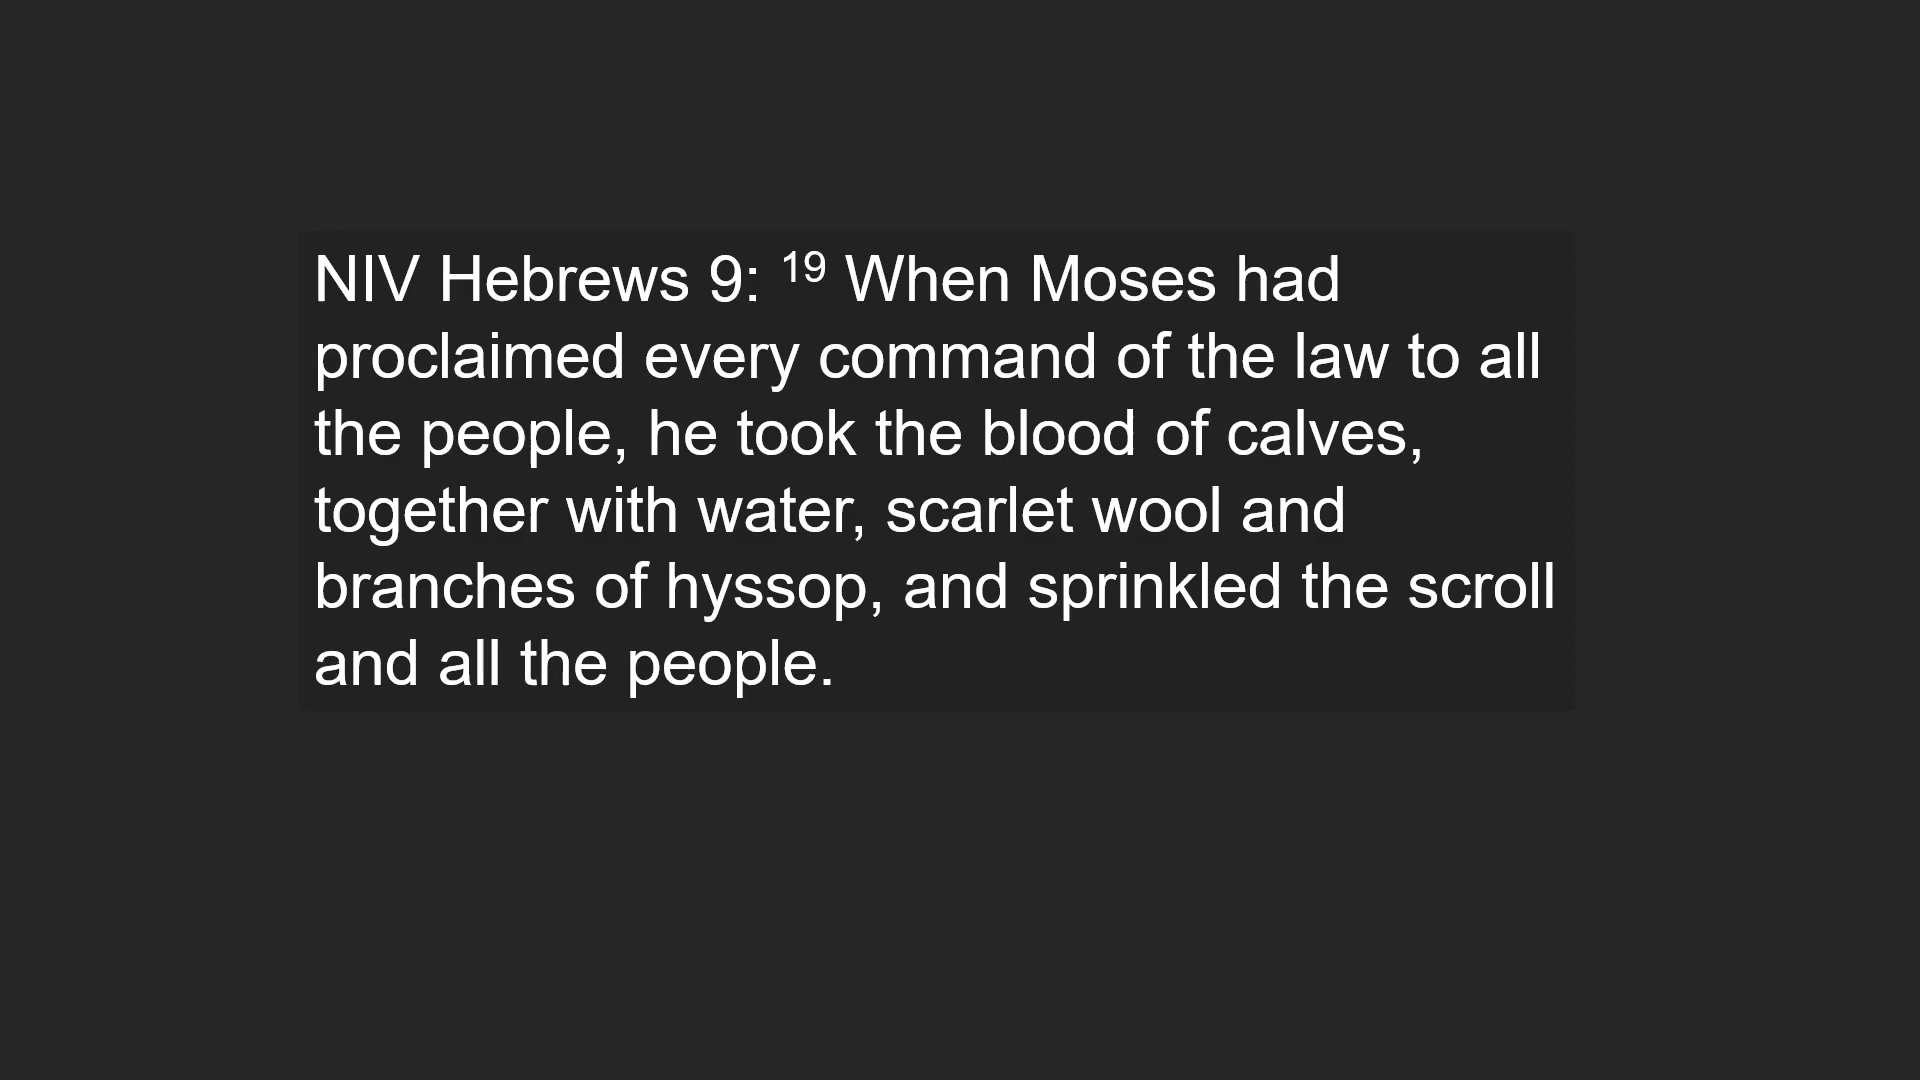 NIV Hebrews 9: 19 When Moses had
proclaimed every command of the law to all
the people, he took the blood of calves,
together with water, scarlet wool and
branches of hyssop, and sprinkled the scroll
and all the people.